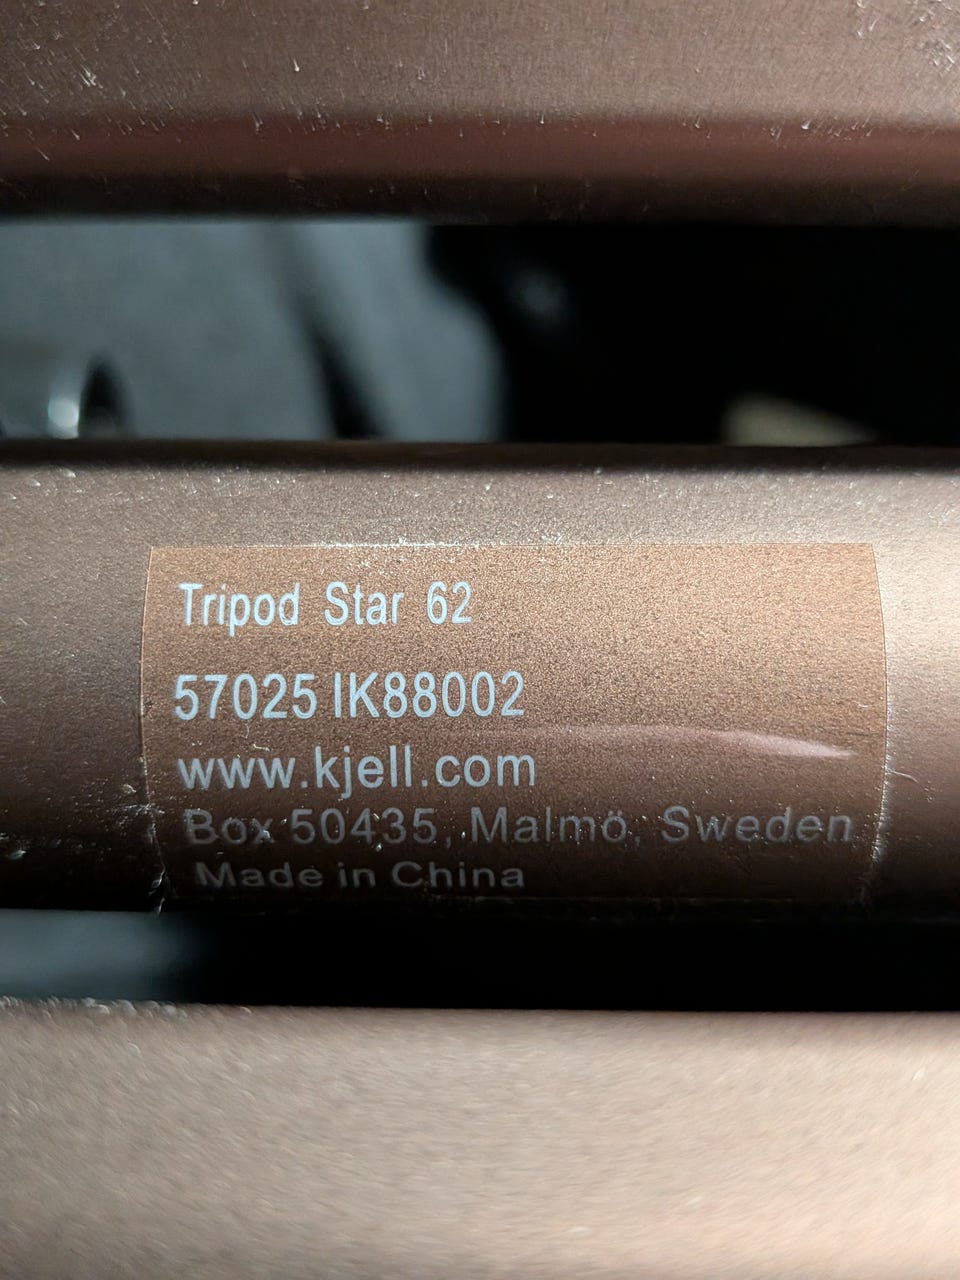 Tripod Star 62
57025 IK88002
www.kjell.com
Box 50435, Malmö, Sweden
Made in China